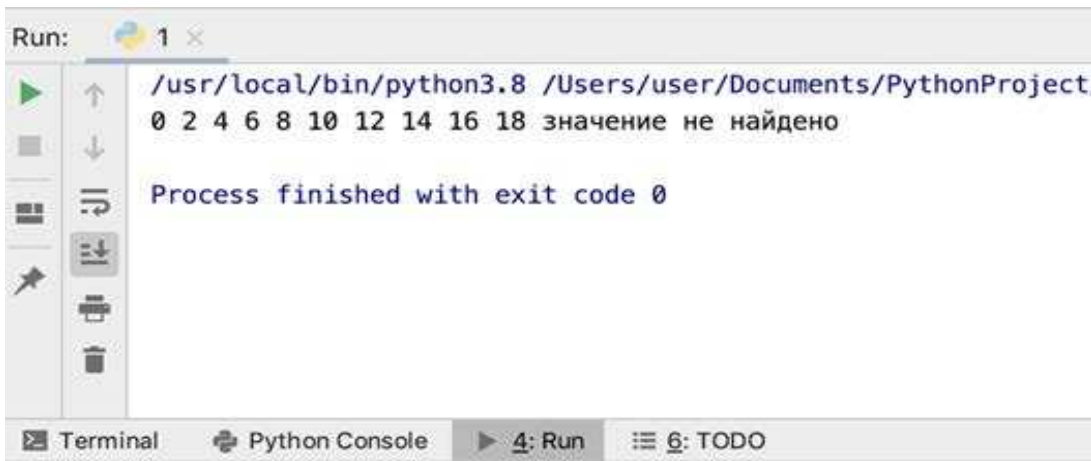 Run: 1
/usr/local/bin/python3.8 /Users/user/Documents/PythonProject
0 2 4 6 8 10 12 14 16 18 значение не найдено
Process finished with exit code 0
Terminal Python Console 4: Run 6: TODO